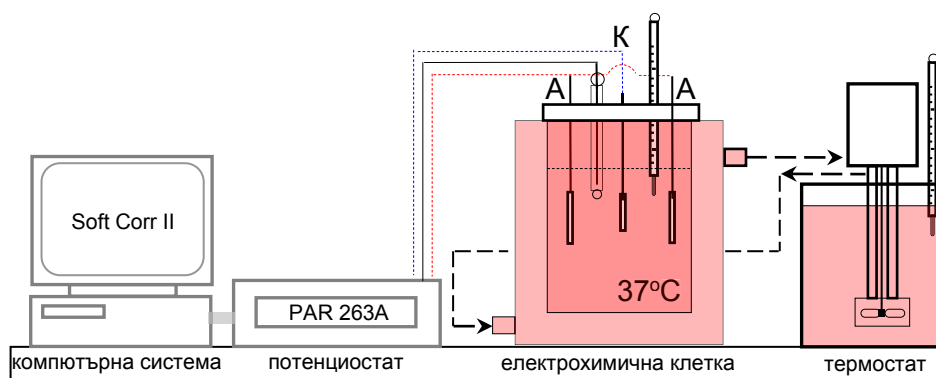 К
А
А
Soft Corr II
37°C
PAR 263A
компютърна система
потенциостат
електрохимична клетка
термостат